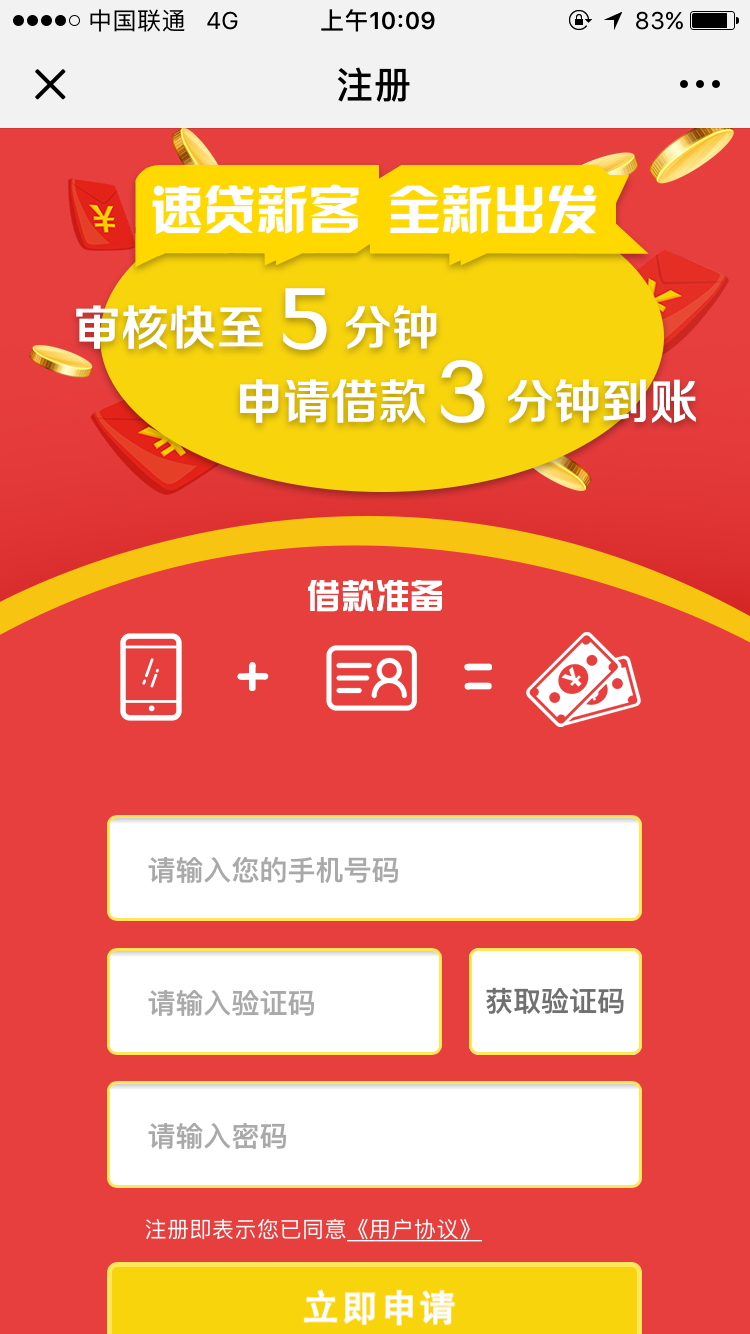 中国联通 4G 上午10:09 83%
注册
速贷新客 全新出发
审核快至5分钟
申请借款3分钟到账
借款准备
+ =
请输入您的手机号码
请输入验证码 获取验证码
请输入密码
注册即表示您已同意《用户协议》
立即申请